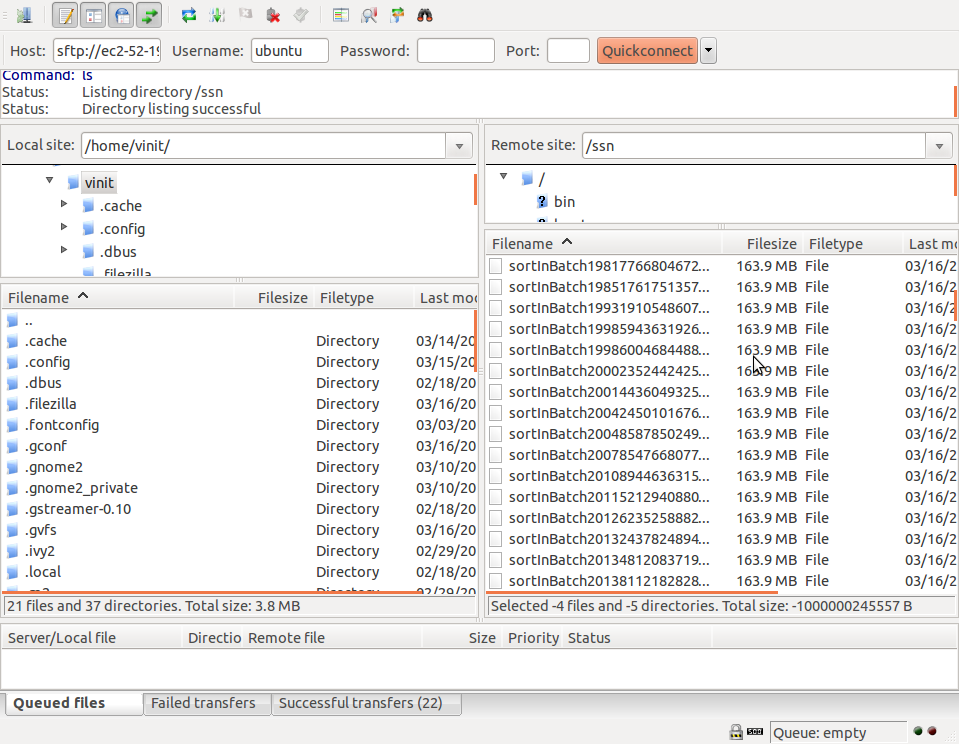 Host: sftp://ec2-52-19 Username: ubuntu Password: Port: Quickconnect
Command: ls
Status: Listing directory /ssn
Status: Directory listing successful
Local site: /home/vinit/
vinit
.cache
.config
.dbus
.filezilla
Filename Filesize Filetype Last mod
..
.cache Directory 03/14/20
.config Directory 03/15/20
.dbus Directory 02/18/20
.filezilla Directory 03/16/20
.fontconfig Directory 03/03/20
.gconf Directory 03/16/20
.gnome2 Directory 03/10/20
.gnome2_private Directory 03/10/20
.gstreamer-0.10 Directory 02/18/20
.gvfs Directory 03/16/20
.ivy2 Directory 02/29/20
.local Directory 02/18/20
Directory 02/29/20
21 files and 37 directories. Total size: 3.8 MB
Remote site: /ssn
/
bin
Filename Filesize Filetype Last mo
sortInBatch19817766804672... 163.9 MB File 03/16/2
sortInBatch19851761751357... 163.9 MB File 03/16/2
sortInBatch19931910548607... 163.9 MB File 03/16/2
sortInBatch19985943631926... 163.9 MB File 03/16/2
sortInBatch19986004684488... 163.9 MB File 03/16/2
sortInBatch20002352442425... 163.9 MB File 03/16/2
sortInBatch20014436049325... 163.9 MB File 03/16/2
sortInBatch20042450101676... 163.9 MB File 03/16/2
sortInBatch20048587850249... 163.9 MB File 03/16/2
sortInBatch20078547668077... 163.9 MB File 03/16/2
sortInBatch20108944636315... 163.9 MB File 03/16/2
sortInBatch20115212940880... 163.9 MB File 03/16/2
sortInBatch20126235258882... 163.9 MB File 03/16/2
sortInBatch20132437824894... 163.9 MB File 03/16/2
sortInBatch20134812083719... 163.9 MB File 03/16/2
sortInBatch20138112182828... 163.9 MB File 03/16/2
Selected -4 files and -5 directories. Total size: -1000000245557 B
Server/Local file Directio Remote file Size Priority Status
Queued files Failed transfers Successful transfers (22)
Queue: empty